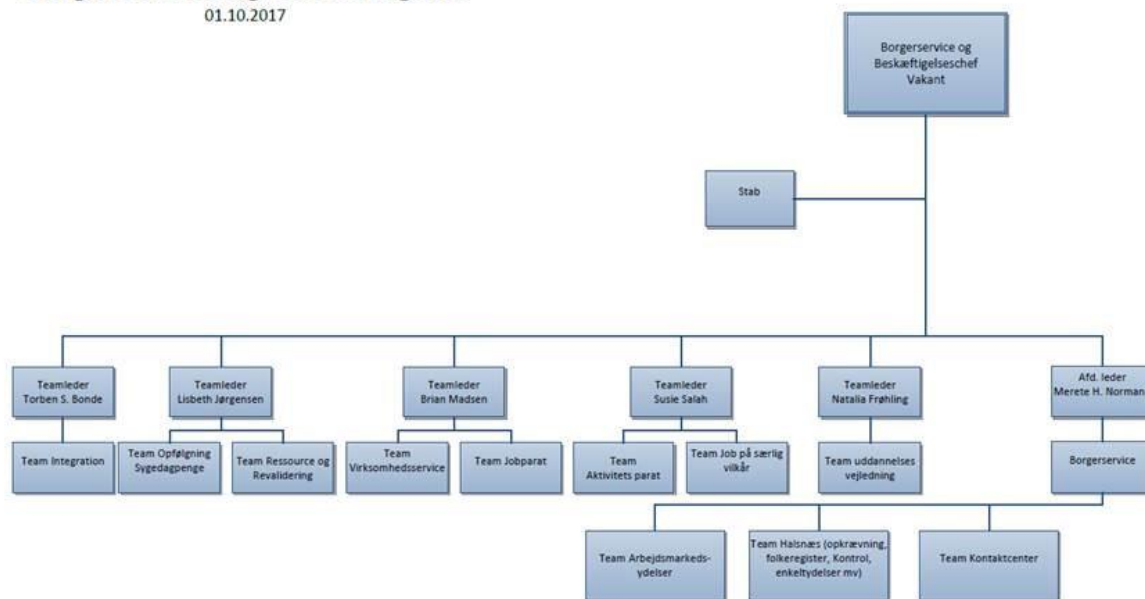 01.10.2017
Borgerservice og
Beskæftigelseschef
Vakant
Stab
Teamleder
Torben S. Bonde
Teamleder
Lisbeth Jørgensen
Teamleder
Brian Madsen
Teamleder
Susie Salah
Teamleder
Natalia Frøhling
Afd. leder
Merete H. Norman
Team Integration
Team Opfølgning
Sygedagpenge
Team Ressource og
Revalidering
Team
Virksomhedsservice
Team Jobparat
Team
Aktivitets parat
Team Job på særlig
vilkår
Team uddannelses
vejledning
Borgerservice
Team Arbejdsmarkeds-
ydelser
Team Halsnæs (opkrævning,
folkeregister, Kontrol,
enkeltydelser mv)
Team Kontaktcenter